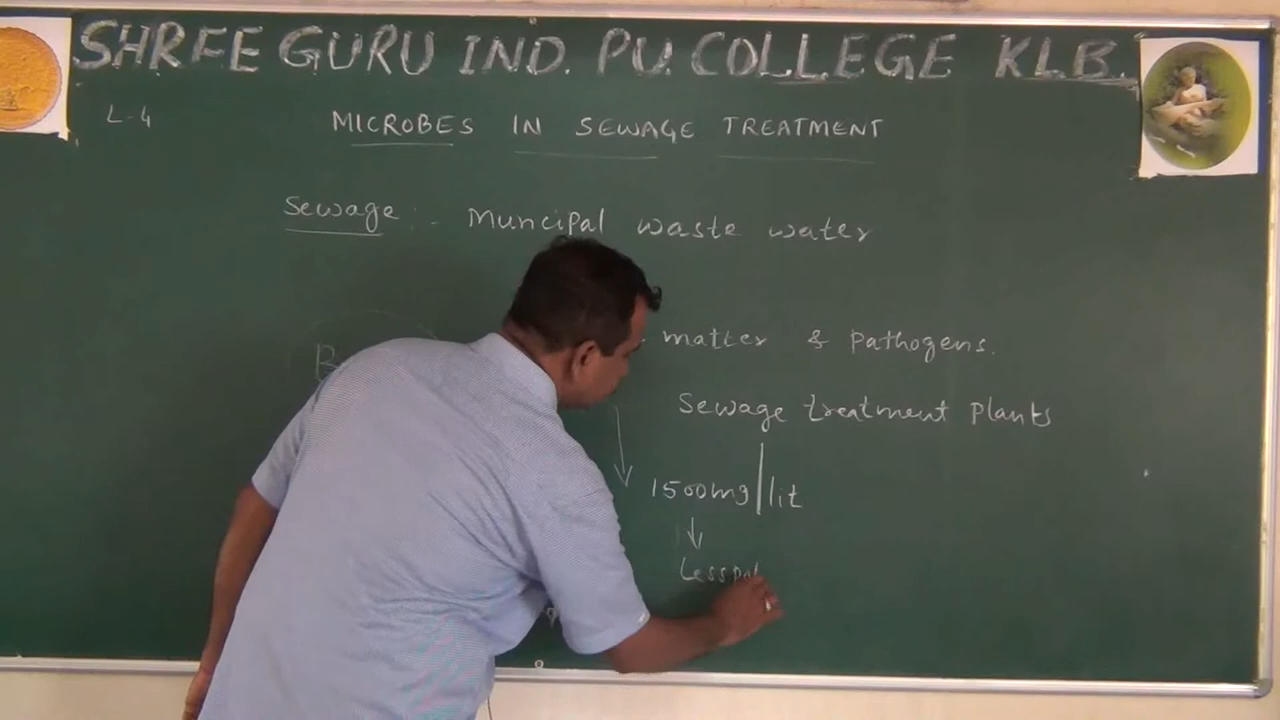 SHREE GURU IND. PU. COLLEGE KLB.
L-4
MICROBES IN SEWAGE TREATMENT
Sewage :- Muncipal waste water
matter & pathogens.
Sewage treatment plants
1500mg/lit
Less